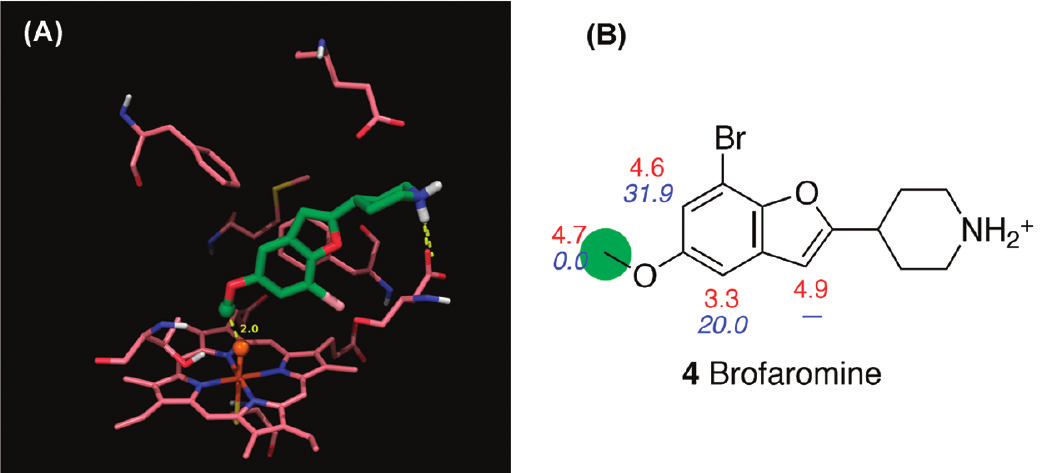 (A)
2.0
(B)
Br
4.6
31.9
O
4.7
0.0
NH2+
O
3.3
20.0
4.9
—
4 Brofaromine